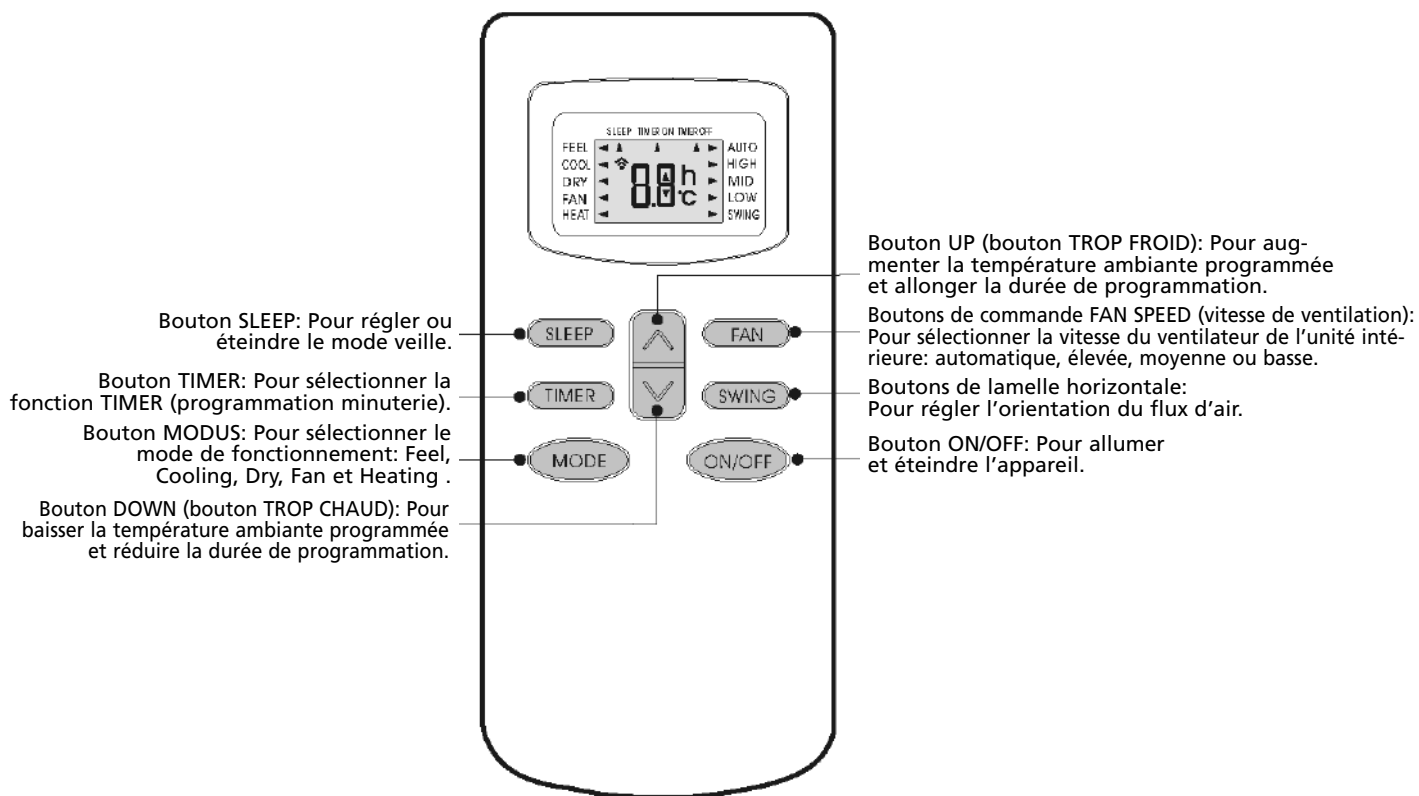 SLEEP TIMER ON TIMER OFF
FEEL AUTO
COOL HIGH
DRY MID
FAN LOW
HEAT SWING
8.8 h
°C
Bouton UP (bouton TROP FROID): Pour aug-
menter la température ambiante programmée
et allonger la durée de programmation.
Bouton SLEEP: Pour régler ou
éteindre le mode veille.
SLEEP
FAN
Boutons de commande FAN SPEED (vitesse de ventilation):
Pour sélectionner la vitesse du ventilateur de l’unité inté-
rieure: automatique, élevée, moyenne ou basse.
Bouton TIMER: Pour sélectionner la
fonction TIMER (programmation minuterie).
TIMER
SWING
Boutons de lamelle horizontale:
Pour régler l’orientation du flux d’air.
Bouton MODUS: Pour sélectionner le
mode de fonctionnement: Feel,
Cooling, Dry, Fan et Heating .
MODE
ON/OFF
Bouton ON/OFF: Pour allumer
et éteindre l’appareil.
Bouton DOWN (bouton TROP CHAUD): Pour
baisser la température ambiante programmée
et réduire la durée de programmation.